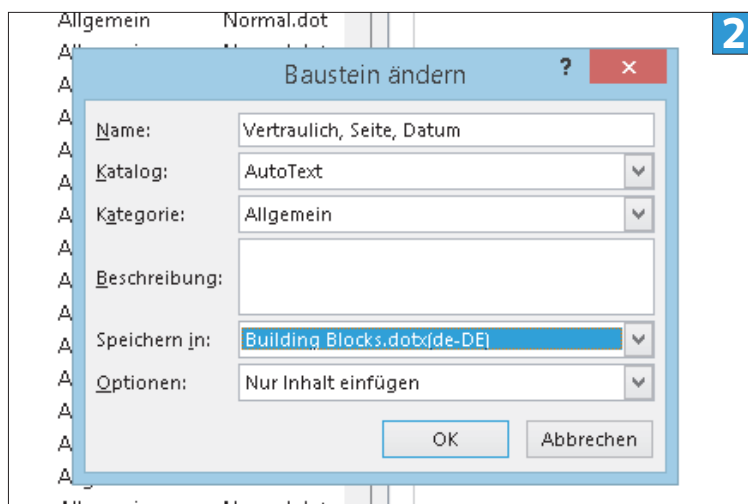 Allgemein Normal.dot
2
Baustein ändern ?
Name: Vertraulich, Seite, Datum
Katalog: AutoText
Kategorie: Allgemein
Beschreibung:
Speichern in: Building Blocks.dotx(de-DE)
Optionen: Nur Inhalt einfügen
OK Abbrechen